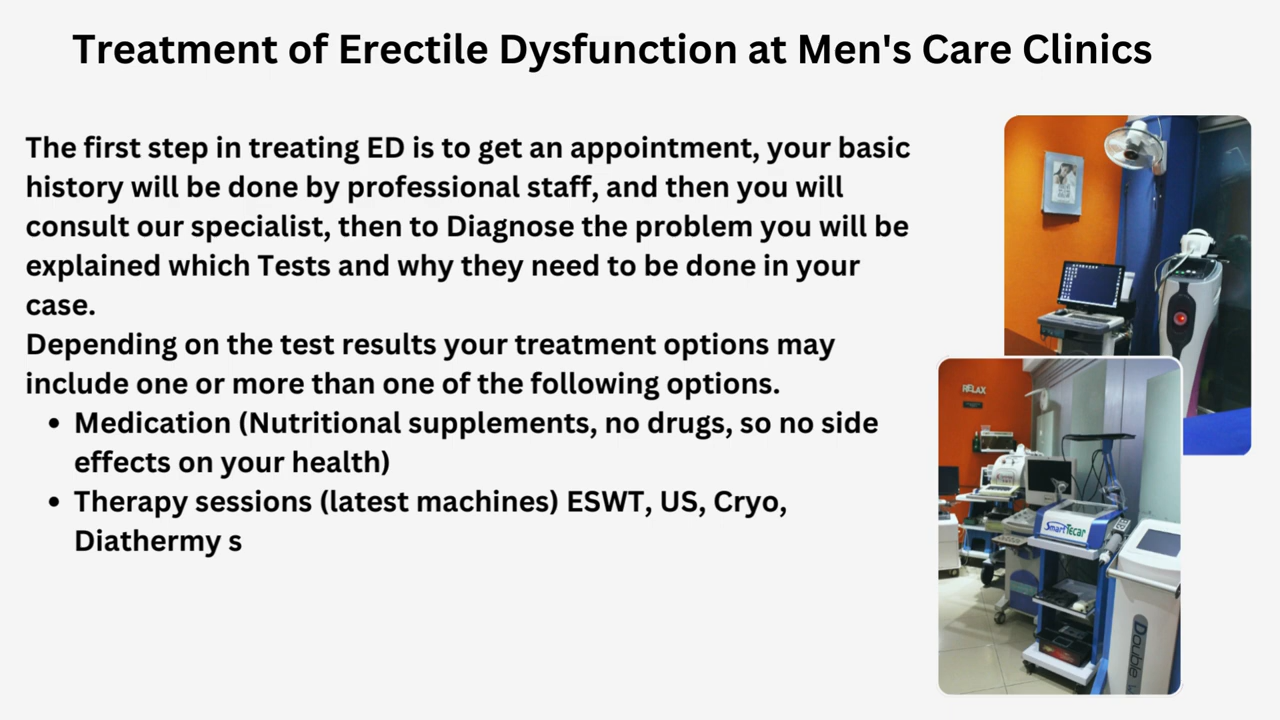 Treatment of Erectile Dysfunction at Men's Care Clinics
The first step in treating ED is to get an appointment, your basic
history will be done by professional staff, and then you will
consult our specialist, then to Diagnose the problem you will be
explained which Tests and why they need to be done in your
case.
Depending on the test results your treatment options may
include one or more than one of the following options.
• Medication (Nutritional supplements, no drugs, so no side
effects on your health)
• Therapy sessions (latest machines) ESWT, US, Cryo,
Diathermy s
RELAX
SmartTecar
Double